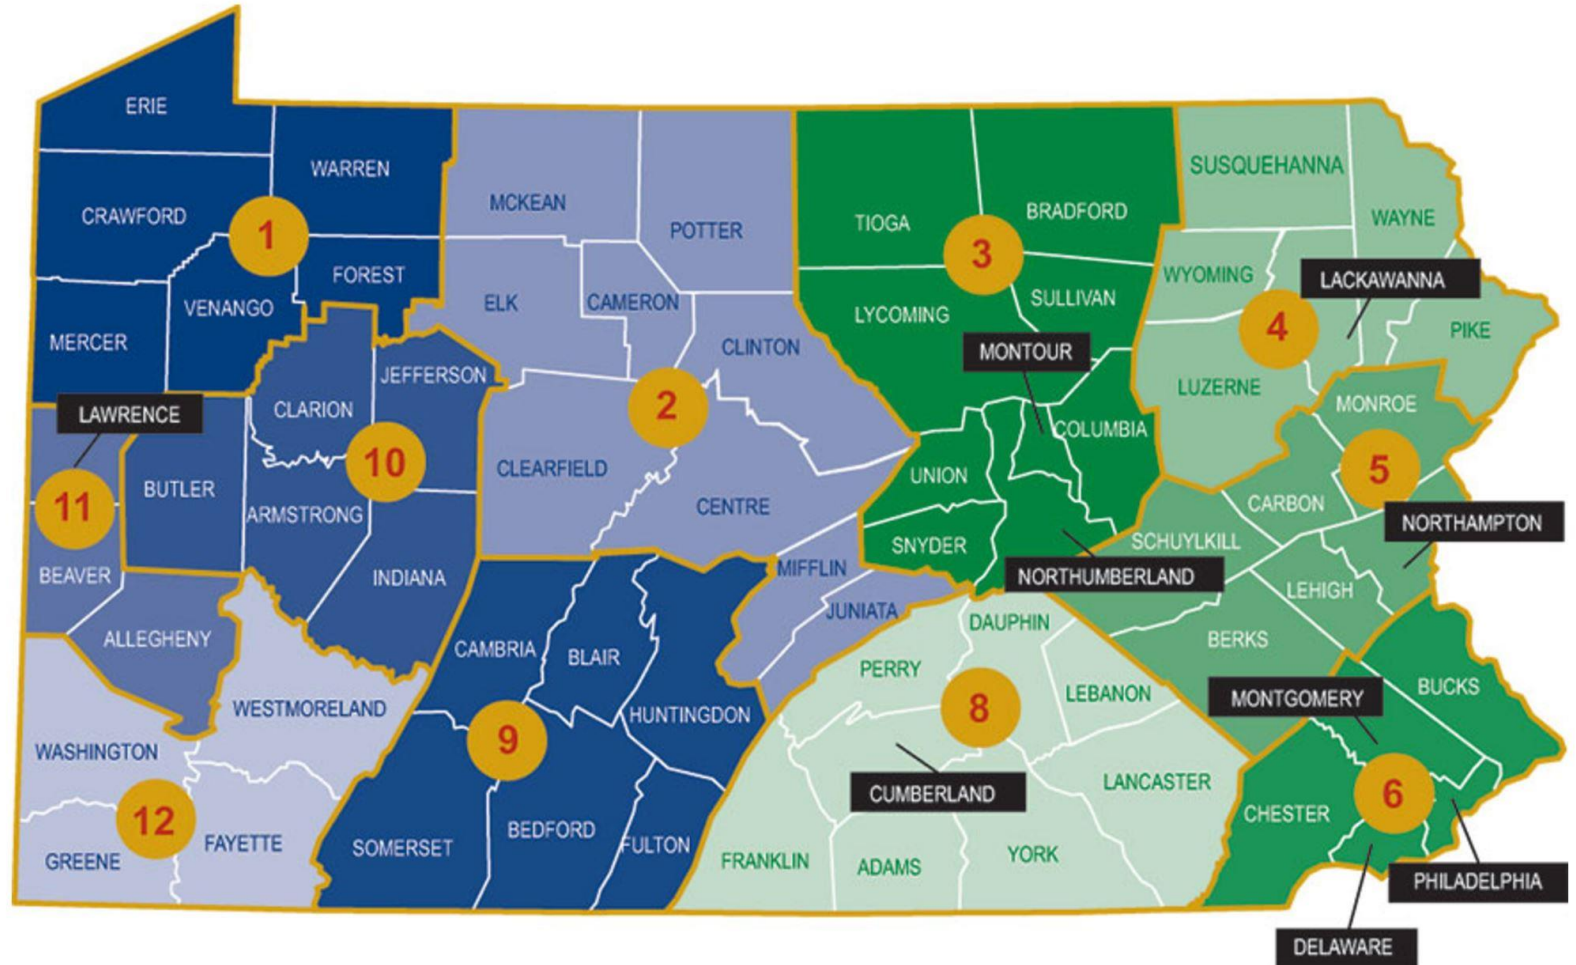 ERIE
WARREN
CRAWFORD
1
FOREST
VENANGO
MERCER
MCKEAN
POTTER
ELK
CAMERON
CLINTON
2
CLEARFIELD
CENTRE
MIFFLIN
JUNIATA
TIOGA
BRADFORD
3
LYCOMING
SULLIVAN
MONTOUR
COLUMBIA
UNION
SNYDER
NORTHUMBERLAND
SUSQUEHANNA
WAYNE
WYOMING
LACKAWANNA
4
PIKE
LUZERNE
MONROE
5
CARBON
NORTHAMPTON
SCHUYLKILL
LEHIGH
BERKS
LAWRENCE
11
BEAVER
ALLEGHENY
JEFFERSON
CLARION
10
BUTLER
ARMSTRONG
INDIANA
WESTMORELAND
WASHINGTON
12
GREENE
FAYETTE
CAMBRIA
BLAIR
HUNTINGDON
9
SOMERSET
BEDFORD
FULTON
DAUPHIN
PERRY
8
LEBANON
CUMBERLAND
LANCASTER
FRANKLIN
ADAMS
YORK
MONTGOMERY
BUCKS
6
CHESTER
PHILADELPHIA
DELAWARE